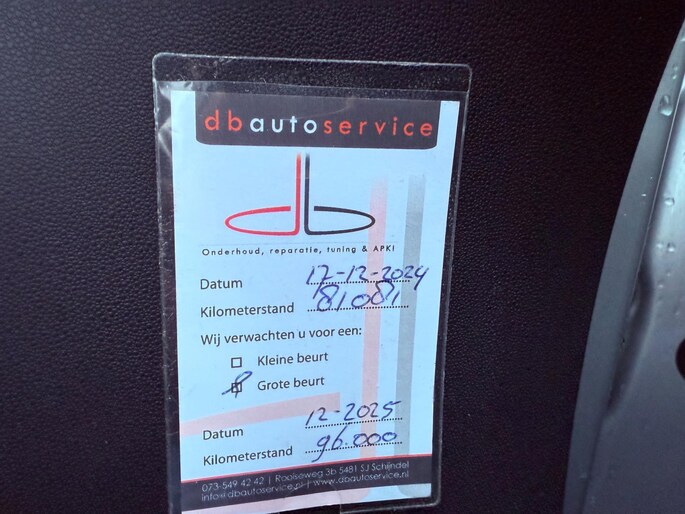 db autoservice
Onderhoud, reparatie, tuning & APK!
Datum 17-12-2024
Kilometerstand 81081
Wij verwachten u voor een:
Kleine beurt
Grote beurt
Datum 12-2025
Kilometerstand 96.000
073-549 42 42 | Rooiseweg 3b 5481 SJ Schijndel
info@dbautoservice.nl | www.dbautoservice.nl